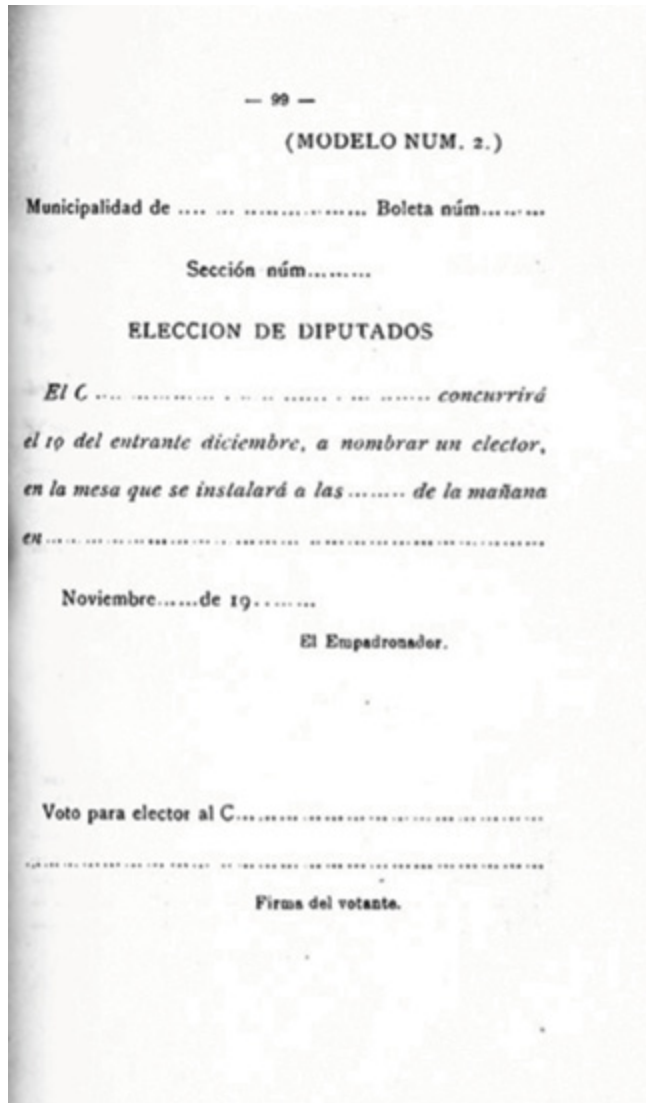 — 99 —
(MODELO NUM. 2.)
Municipalidad de .... ... .................... Boleta núm.........
Sección núm.........
ELECCION DE DIPUTADOS
El C .... ............ . .. .. ...... . ... ....... concurrirá
el 19 del entrante diciembre, a nombrar un elector,
en la mesa que se instalará a las ........ de la mañana
en ......................................................................
Noviembre......de 19.........
El Empadronador.
Voto para elector al C.............................................
......................................................................
Firma del votante.